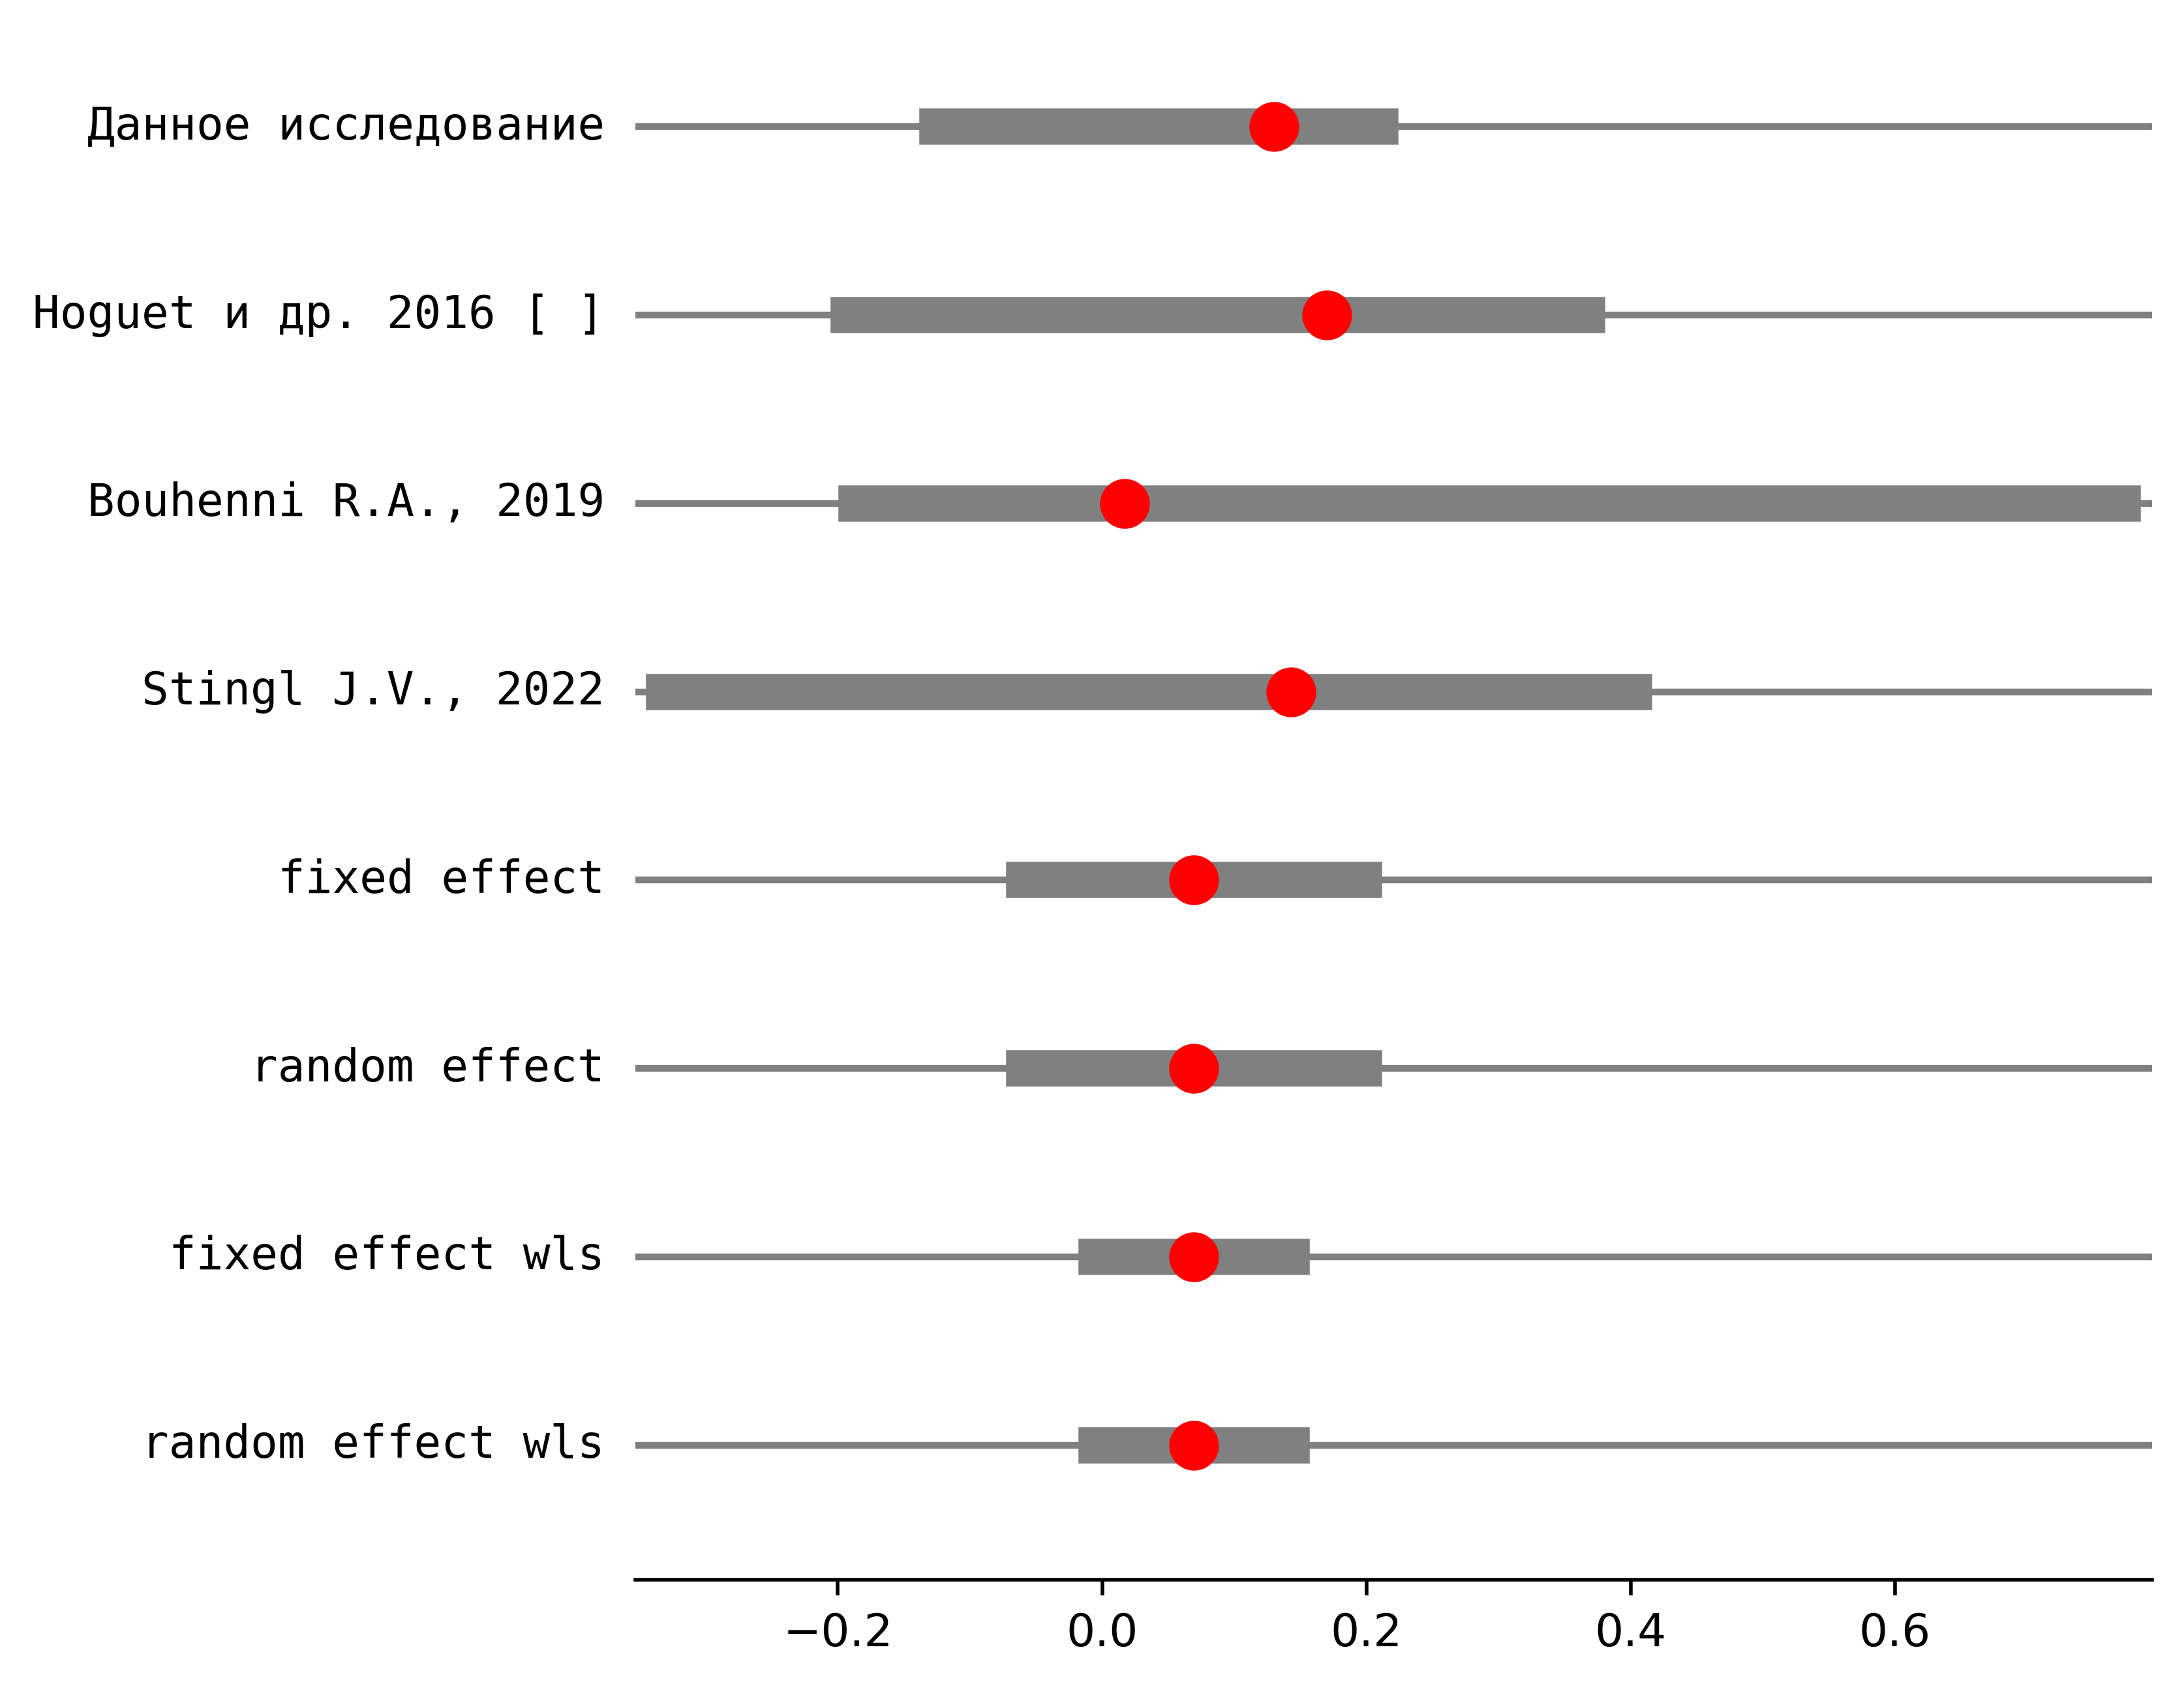 Данное исследование
Hoguet и др. 2016 [ ]
Bouhenni R.A., 2019
Stingl J.V., 2022
fixed effect
random effect
fixed effect wls
random effect wls
−0.2 0.0 0.2 0.4 0.6